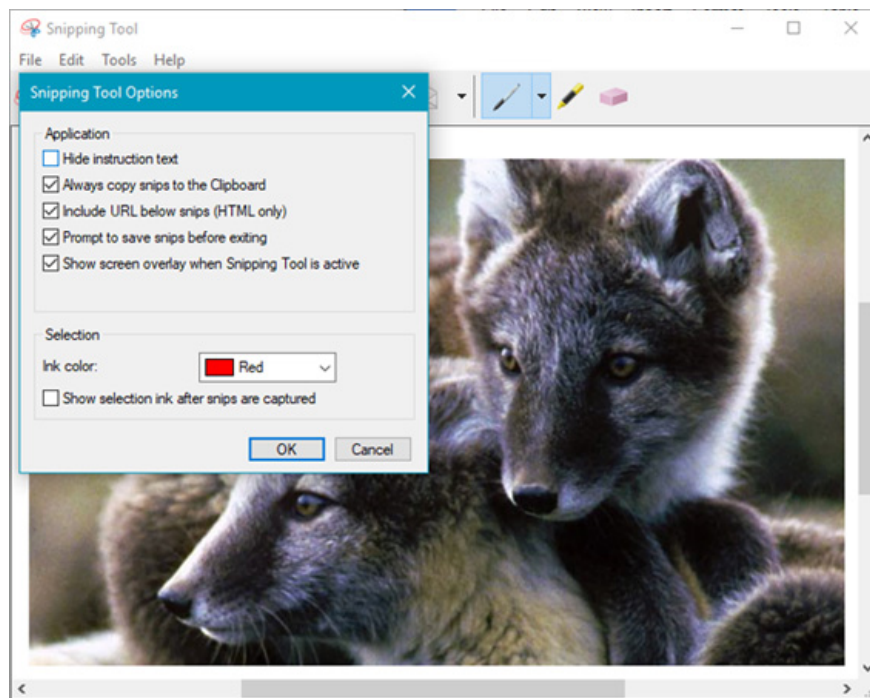 Snipping Tool
File Edit Tools Help
Snipping Tool Options
Application
Hide instruction text
Always copy snips to the Clipboard
Include URL below snips (HTML only)
Prompt to save snips before exiting
Show screen overlay when Snipping Tool is active
Selection
Ink color:
Red
Show selection ink after snips are captured
OK Cancel